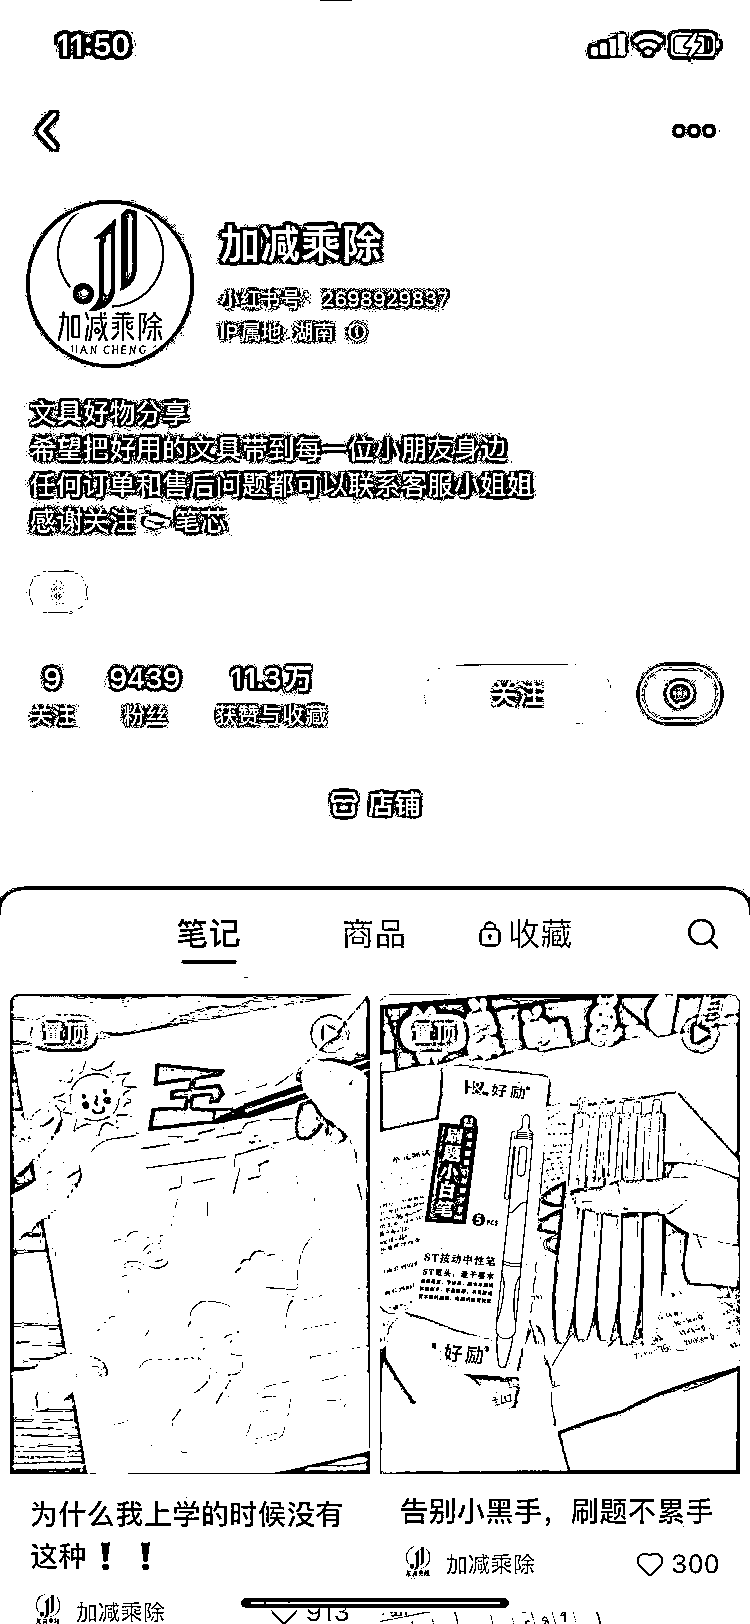 11:50
加减乘除
加减乘除
JIAN CHENG
小红书号: 2698929837
IP属地: 湖南
文具好物分享
希望把好用的文具带到每一位小朋友身边
任何订单和售后问题都可以联系客服小姐姐
感谢关注 笔芯
9 9439 11.3万
关注 粉丝 获赞与收藏
关注
店铺
笔记 商品 收藏
置顶
置顶
好励
刷题小白笔
5 PCS
ST按动中性笔
好励
为什么我上学的时候没有
这种！！
加减乘除 913
告别小黑手，刷题不累手
加减乘除 300